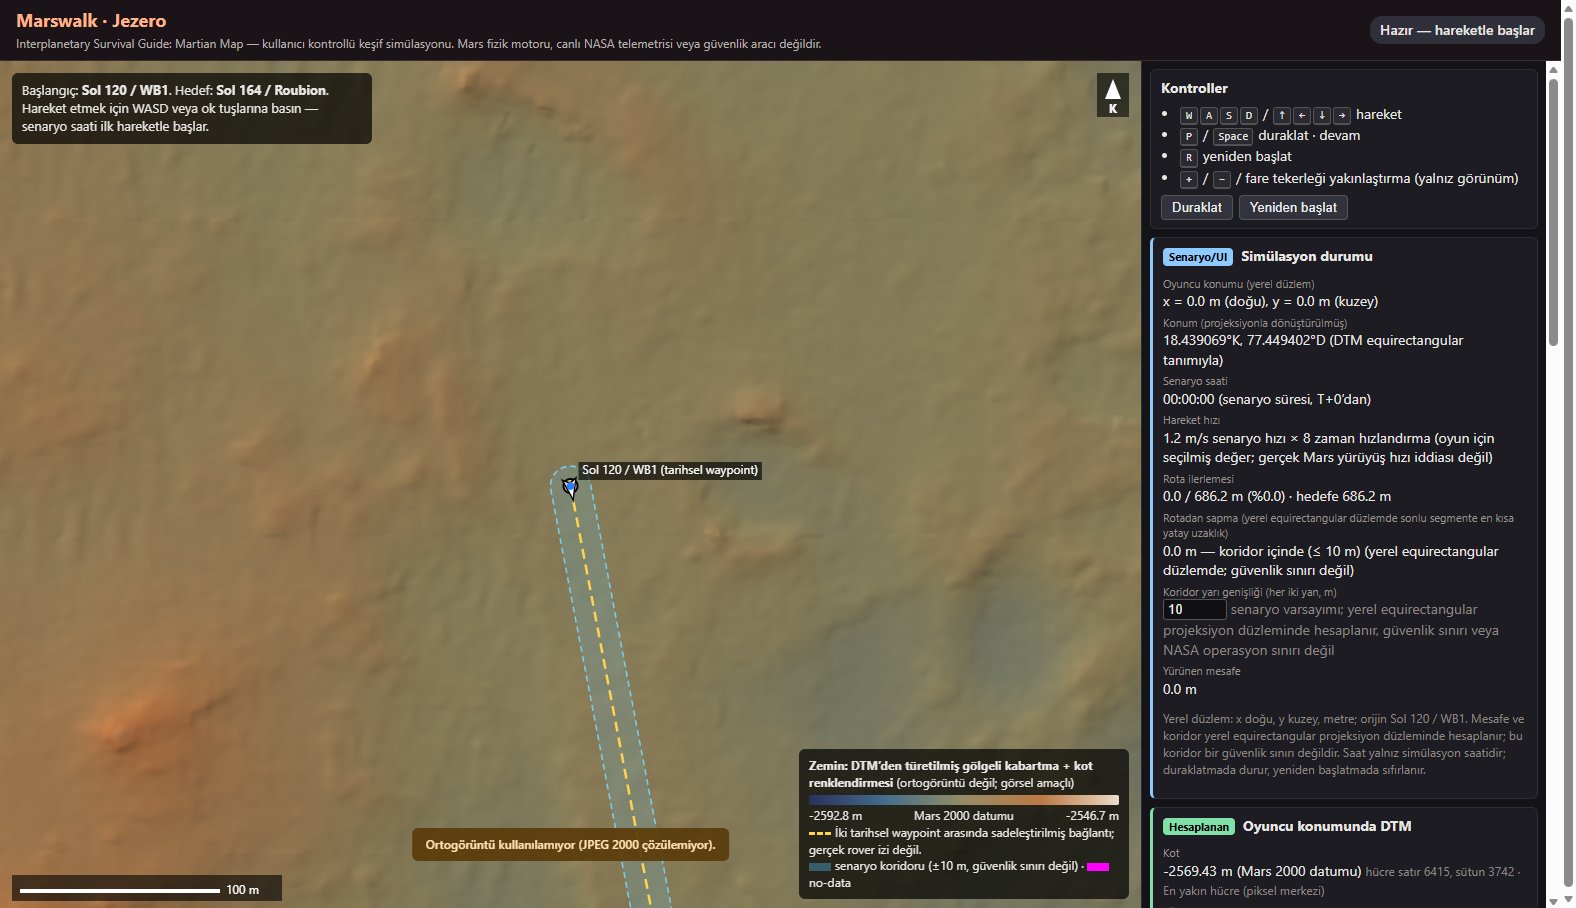 Marswalk · Jezero
Interplanetary Survival Guide: Martian Map — kullanıcı kontrollü keşif simülasyonu. Mars fizik motoru, canlı NASA telemetrisi veya güvenlik aracı değildir.
Hazır — hareketle başlar
Başlangıç: Sol 120 / WB1. Hedef: Sol 164 / Roubion.
Hareket etmek için WASD veya ok tuşlarına basın —
senaryo saati ilk hareketle başlar.
K
Sol 120 / WB1 (tarihsel waypoint)
Zemin: DTM'den türetilmiş gölgeli kabartma + kot
renklendirmesi (ortogörüntü değil; görsel amaçlı)
-2592.8 m Mars 2000 datumu -2546.7 m
İki tarihsel waypoint arasında sadeleştirilmiş bağlantı;
gerçek rover izi değil.
senaryo koridoru (±10 m, güvenlik sınırı değil) ·
no-data
Ortogörüntü kullanılamıyor (JPEG 2000 çözülemiyor).
100 m
Kontroller
W A S D / ↑ ← ↓ → hareket
P / Space duraklat · devam
R yeniden başlat
+ / − / fare tekerleği yakınlaştırma (yalnız görünüm)
Duraklat Yeniden başlat
Senaryo/UI Simülasyon durumu
Oyuncu konumu (yerel düzlem)
x = 0.0 m (doğu), y = 0.0 m (kuzey)
Konum (projeksiyonla dönüştürülmüş)
18.439069°K, 77.449402°D (DTM equirectangular
tanımıyla)
Senaryo saati
00:00:00 (senaryo süresi, T+0'dan)
Hareket hızı
1.2 m/s senaryo hızı × 8 zaman hızlandırma (oyun için
seçilmiş değer; gerçek Mars yürüyüş hızı iddiası değil)
Rota ilerlemesi
0.0 / 686.2 m (%0.0) · hedefe 686.2 m
Rotadan sapma (yerel equirectangular düzlemde sonlu segmente en kısa
yatay uzaklık)
0.0 m — koridor içinde (≤ 10 m) (yerel equirectangular
düzlemde; güvenlik sınırı değil)
Koridor yarı genişliği (her iki yan, m)
10 senaryo varsayımı; yerel equirectangular
projeksiyon düzleminde hesaplanır, güvenlik sınırı veya
NASA operasyon sınırı değil
Yürünen mesafe
0.0 m
Yerel düzlem: x doğu, y kuzey, metre; orijin Sol 120 / WB1. Mesafe ve
koridor yerel equirectangular projeksiyon düzleminde hesaplanır; bu
koridor bir güvenlik sınırı değildir. Saat yalnız simülasyon saatidir;
duraklatmada durur, yeniden başlatmada sıfırlanır.
Hesaplanan Oyuncu konumunda DTM
Kot
-2569.43 m (Mars 2000 datumu) hücre satır 6415, sütun 3742 ·
En yakın hücre (piksel merkezi)